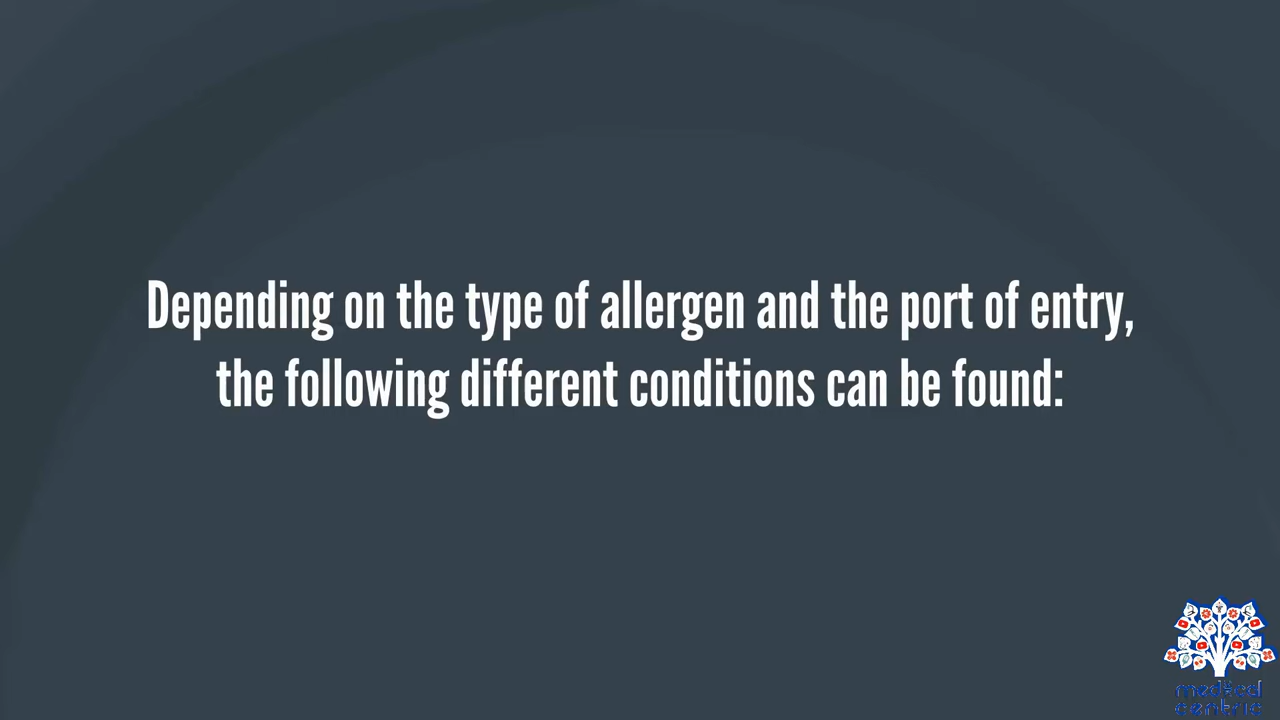 Depending on the type of allergen and the port of entry,
the following different conditions can be found:
medical
centric